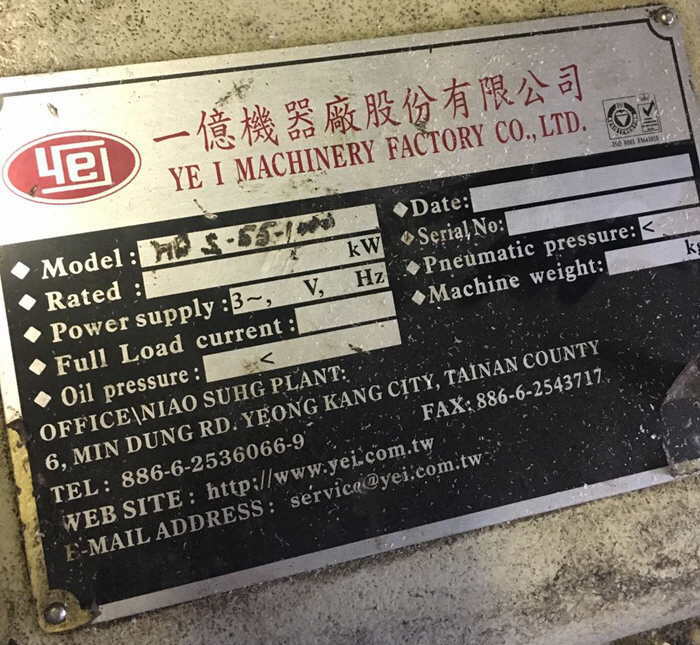 一億機器廠股份有限公司
yei
YE I MACHINERY FACTORY CO., LTD.
Model :
Rated : kW
Power supply : 3~, V, Hz
Full Load current :
Oil pressure : <
Date:
Serial No:
Pneumatic pressure: <
Machine weight:
OFFICE\NIAO SUHG PLANT:
6, MIN DUNG RD. YEONG KANG CITY, TAINAN COUNTY
TEL : 886-6-2536066-9 FAX: 886-6-2543717
WEB SITE : http://www.yei.com.tw
E-MAIL ADDRESS : service@yei.com.tw